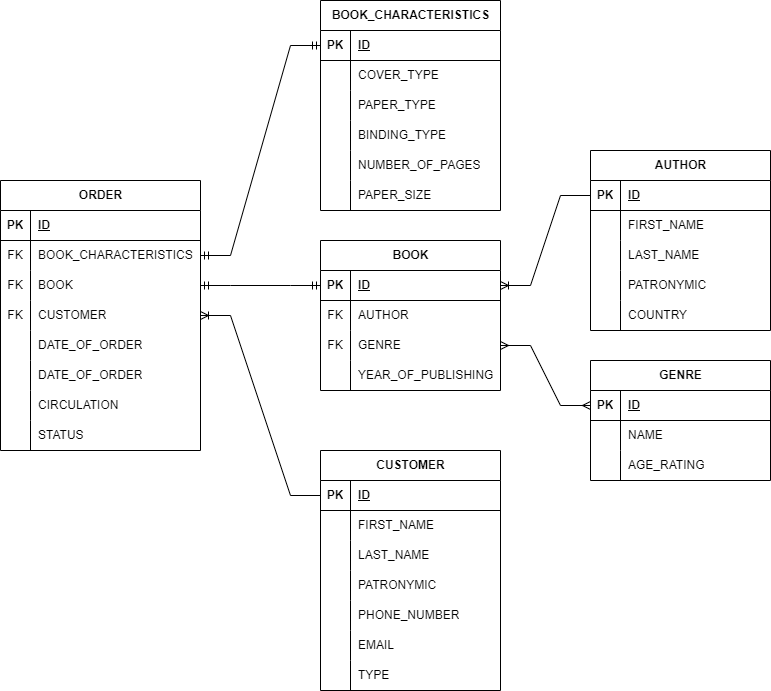 BOOK_CHARACTERISTICS
PK ID
COVER_TYPE
PAPER_TYPE
BINDING_TYPE
NUMBER_OF_PAGES
PAPER_SIZE
ORDER
PK ID
FK BOOK_CHARACTERISTICS
FK BOOK
FK CUSTOMER
DATE_OF_ORDER
DATE_OF_ORDER
CIRCULATION
STATUS
BOOK
PK ID
FK AUTHOR
FK GENRE
YEAR_OF_PUBLISHING
AUTHOR
PK ID
FIRST_NAME
LAST_NAME
PATRONYMIC
COUNTRY
GENRE
PK ID
NAME
AGE_RATING
CUSTOMER
PK ID
FIRST_NAME
LAST_NAME
PATRONYMIC
PHONE_NUMBER
EMAIL
TYPE